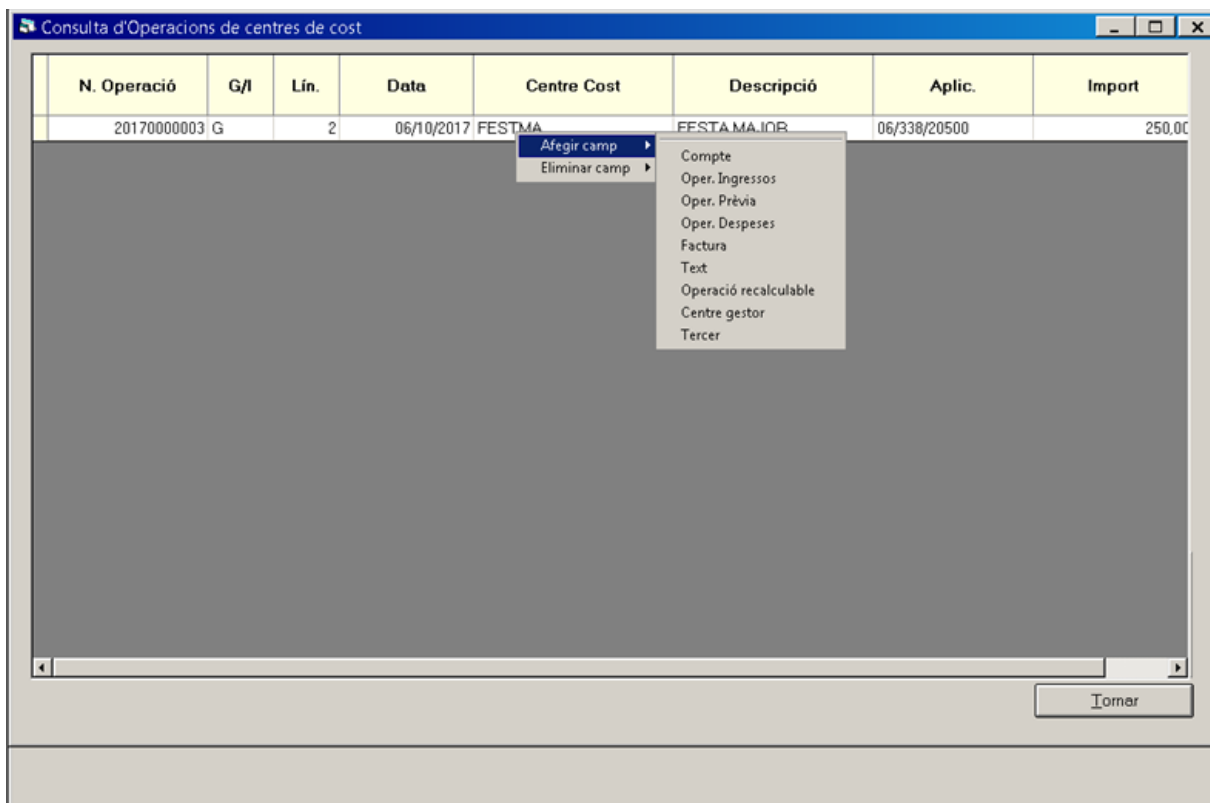 Consulta d'Operacions de centres de cost
N. Operació G/I Lín. Data Centre Cost Descripció Aplic. Import
20170000003 G 2 06/10/2017 FESTMA FESTA MAJOR 06/338/20500 250,00
Afegir camp
Eliminar camp
Compte
Oper. Ingressos
Oper. Prèvia
Oper. Despeses
Factura
Text
Operació recalculable
Centre gestor
Tercer
Tornar